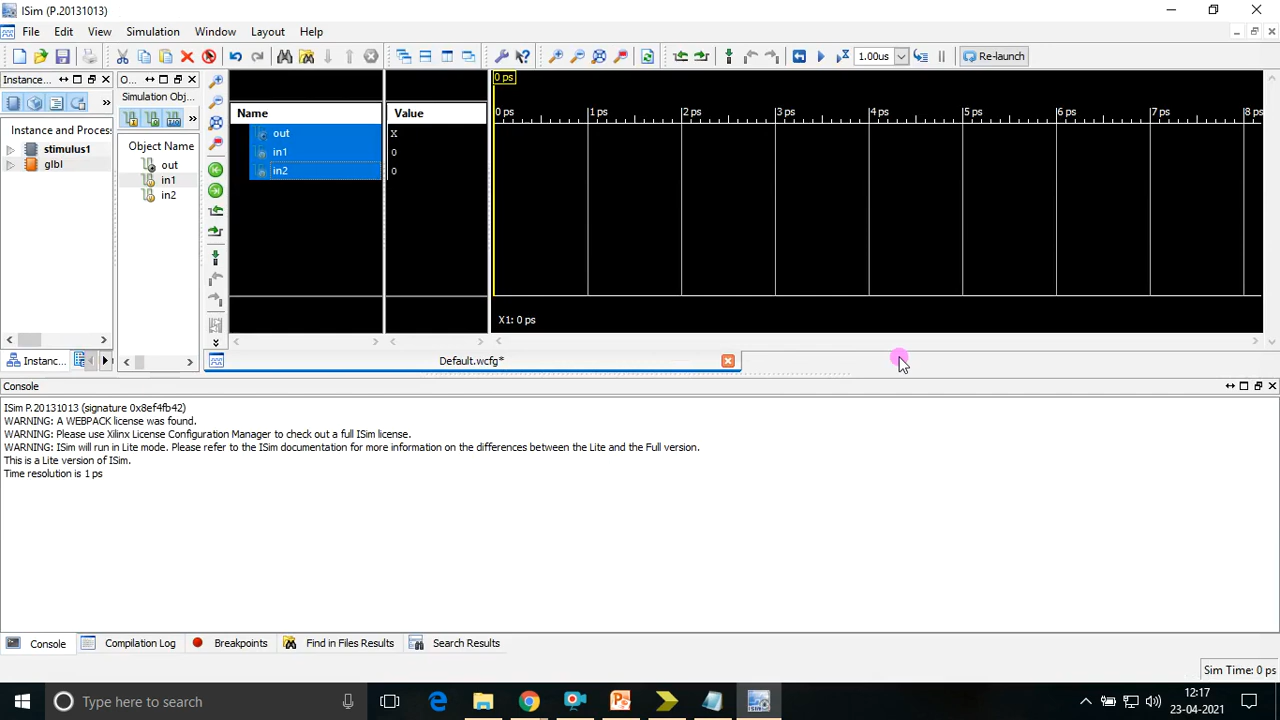 ISim (P.20131013)
File Edit View Simulation Window Layout Help
1.00us Re-launch
Instance...
O...
Simulation Obj...
Instance and Process
stimulus1
glbl
Object Name
out
in1
in2
Name Value
out X
in1 0
in2 0
0 ps
0 ps 1 ps 2 ps 3 ps 4 ps 5 ps 6 ps 7 ps 8 ps
X1: 0 ps
Instanc...
Default.wcfg*
Console
ISim P.20131013 (signature 0x8ef4fb42)
WARNING: A WEBPACK license was found.
WARNING: Please use Xilinx License Configuration Manager to check out a full ISim license.
WARNING: ISim will run in Lite mode. Please refer to the ISim documentation for more information on the differences between the Lite and the Full version.
This is a Lite version of ISim.
Time resolution is 1 ps
Console Compilation Log Breakpoints Find in Files Results Search Results
Sim Time: 0 ps
Type here to search
12:17
23-04-2021